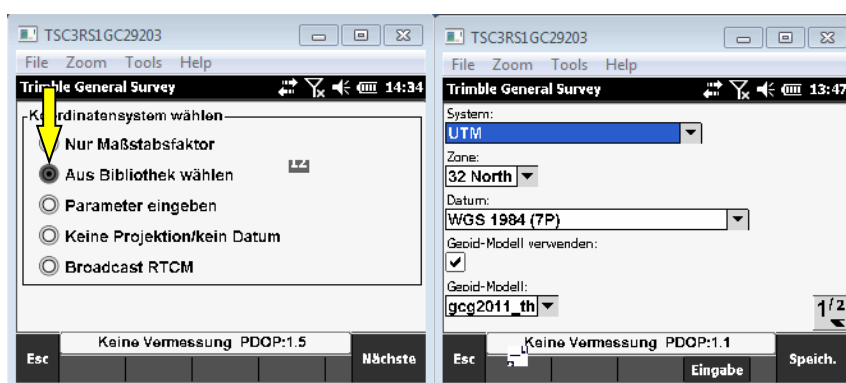 TSC3RS1GC29203
File Zoom Tools Help
Trimble General Survey 14:34
Koordinatensystem wählen
Nur Maßstabsfaktor
Aus Bibliothek wählen
Parameter eingeben
Keine Projektion/kein Datum
Broadcast RTCM
Keine Vermessung PDOP:1.5
Esc Nächste
TSC3RS1GC29203
File Zoom Tools Help
Trimble General Survey 13:47
System:
UTM
Zone:
32 North
Datum:
WGS 1984 (7P)
Geoid-Modell verwenden:
Geoid-Modell:
gcg2011_th
1/2
Keine Vermessung PDOP:1.1
Esc Eingabe Speich.